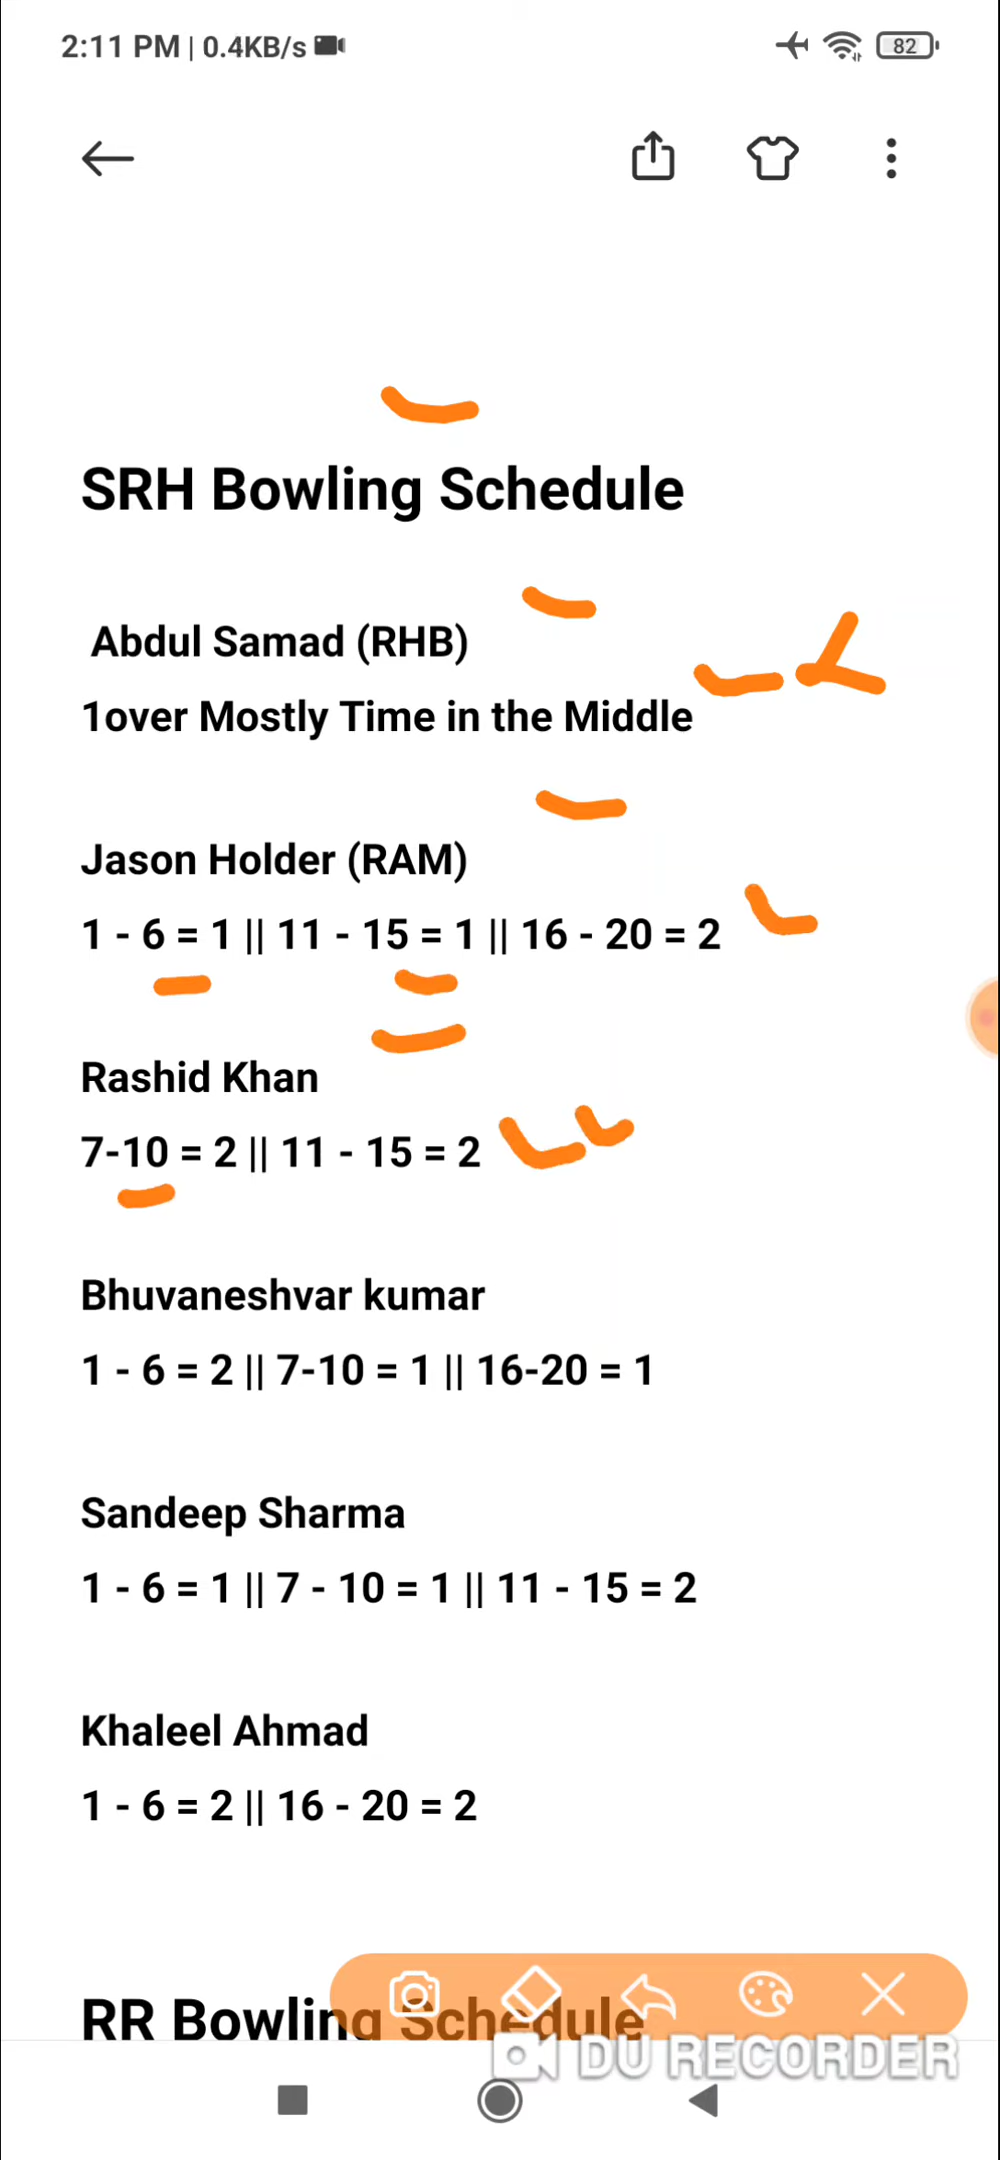 2:11 PM | 0.4KB/s
82
SRH Bowling Schedule
Abdul Samad (RHB)
1over Mostly Time in the Middle
Jason Holder (RAM)
1 - 6 = 1 || 11 - 15 = 1 || 16 - 20 = 2
Rashid Khan
7-10 = 2 || 11 - 15 = 2
Bhuvaneshvar kumar
1 - 6 = 2 || 7-10 = 1 || 16-20 = 1
Sandeep Sharma
1 - 6 = 1 || 7 - 10 = 1 || 11 - 15 = 2
Khaleel Ahmad
1 - 6 = 2 || 16 - 20 = 2
RR Bowling Schedule
DU RECORDER